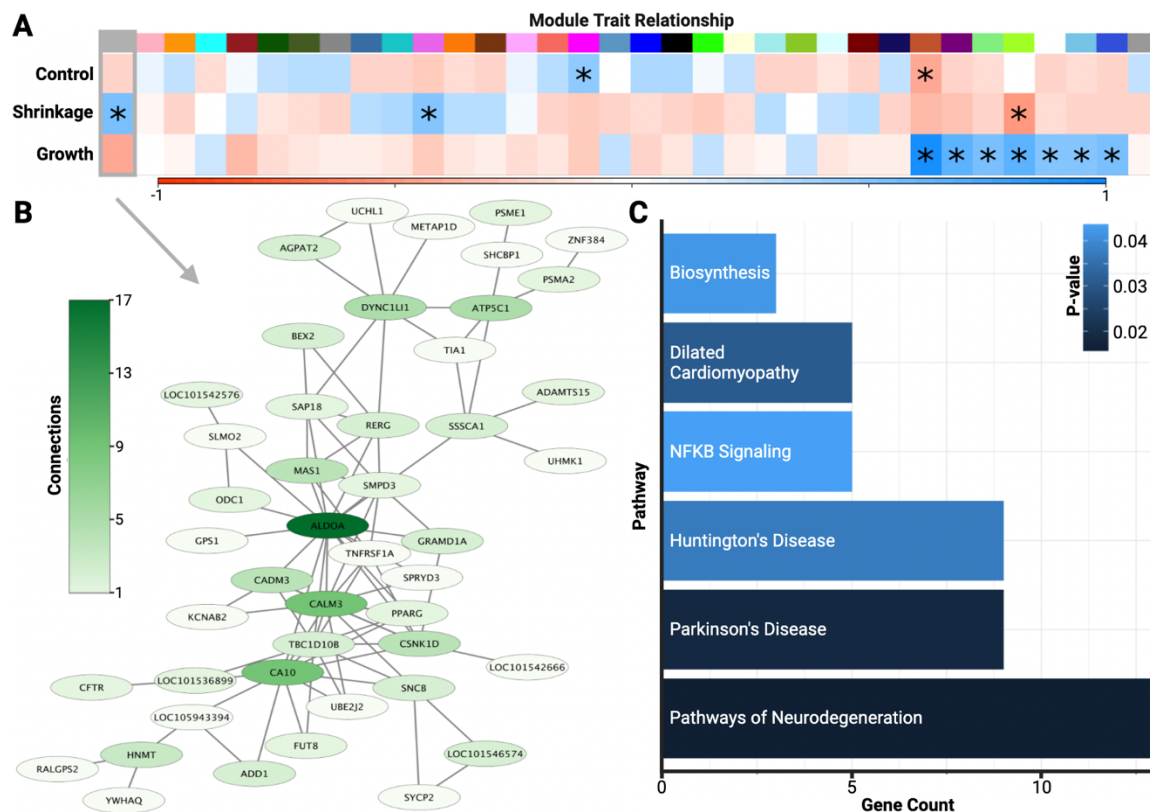 A
Module Trait Relationship
Control
*
*
Shrinkage
*
*
*
Growth
* * * * * * *
-1
1
B
Connections
17
13
9
5
1
UCHL1
METAP1D
PSME1
AGPAT2
SHCBP1
ZNF384
PSMA2
DYNC1LI1
ATP5C1
BEX2
TIA1
LOC101542576
SAP18
ADAMTS15
SLMO2
RERG
SSSCA1
MAS1
SMPD3
UHMK1
ODC1
ALDOA
GPS1
TNFRSF1A
GRAMD1A
CADM3
SPRYD3
KCNAB2
CALM3
PPARG
TBC1D10B
CSNK1D
LOC101542666
CFTR
LOC101536899
CA10
SNCB
LOC105943394
UBE2J2
HNMT
FUT8
LOC101546574
RALGPS2
ADD1
YWHAQ
SYCP2
C
Pathway
Biosynthesis
Dilated
Cardiomyopathy
NFKB Signaling
Huntington's Disease
Parkinson's Disease
Pathways of Neurodegeneration
P-value
0.04
0.03
0.02
0
5
10
Gene Count